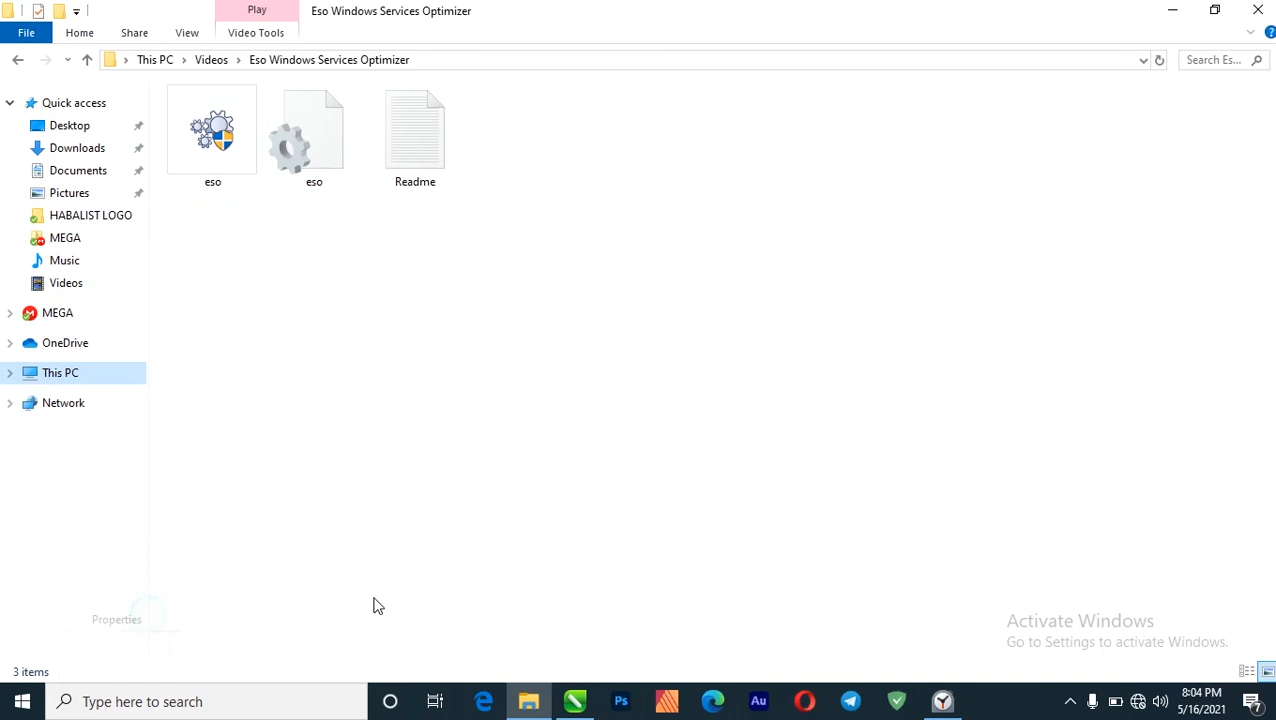 Play
Eso Windows Services Optimizer
File
Home
Share
View
Video Tools
This PC
Videos
Eso Windows Services Optimizer
Search Es...
Quick access
Desktop
Downloads
Documents
Pictures
HABALIST LOGO
MEGA
Music
Videos
MEGA
OneDrive
This PC
Network
eso
eso
Readme
Properties
Activate Windows
Go to Settings to activate Windows.
3 items
Type here to search
Ps
Au
8:04 PM
5/16/2021
7